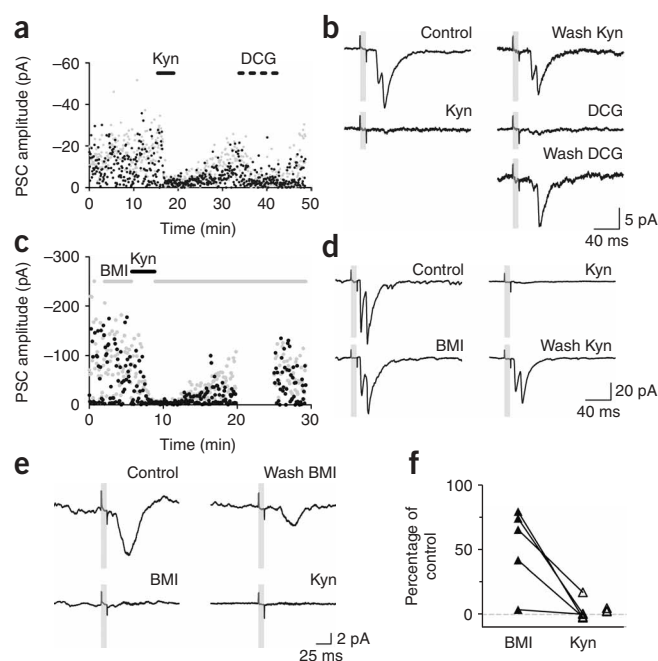 a
Kyn DCG
PSC amplitude (pA)
–60
–40
–20
0
0 10 20 30 40 50
Time (min)
b
Control
Wash Kyn
Kyn
DCG
Wash DCG
5 pA
40 ms
c
Kyn
BMI
PSC amplitude (pA)
–300
–200
–100
0
0 10 20 30
Time (min)
d
Control
Kyn
BMI
Wash Kyn
20 pA
40 ms
e
Control
Wash BMI
BMI
Kyn
2 pA
25 ms
f
Percentage of
control
100
50
0
BMI Kyn